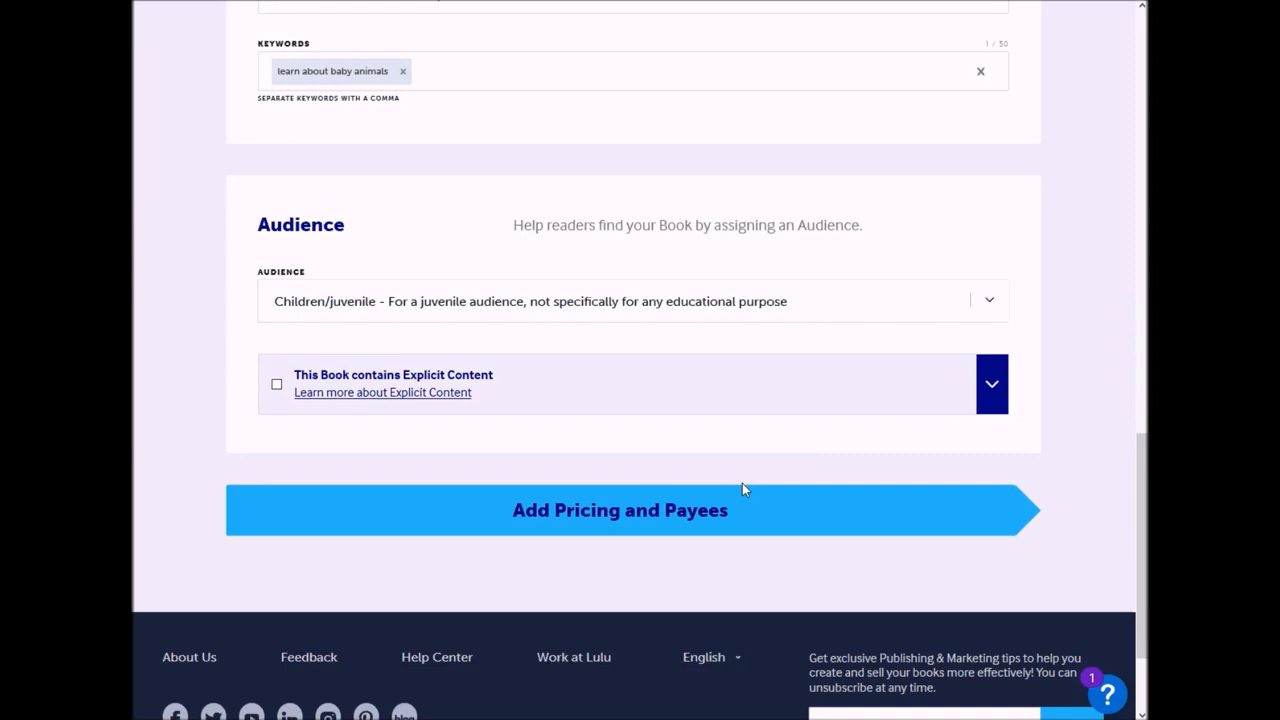 KEYWORDS 1 / 50
learn about baby animals x X
SEPARATE KEYWORDS WITH A COMMA
Audience Help readers find your Book by assigning an Audience.
AUDIENCE
Children/juvenile - For a juvenile audience, not specifically for any educational purpose
This Book contains Explicit Content
Learn more about Explicit Content
Add Pricing and Payees
About Us Feedback Help Center Work at Lulu English
Get exclusive Publishing & Marketing tips to help you
create and sell your books more effectively! You can
unsubscribe at any time.
1
?
blog